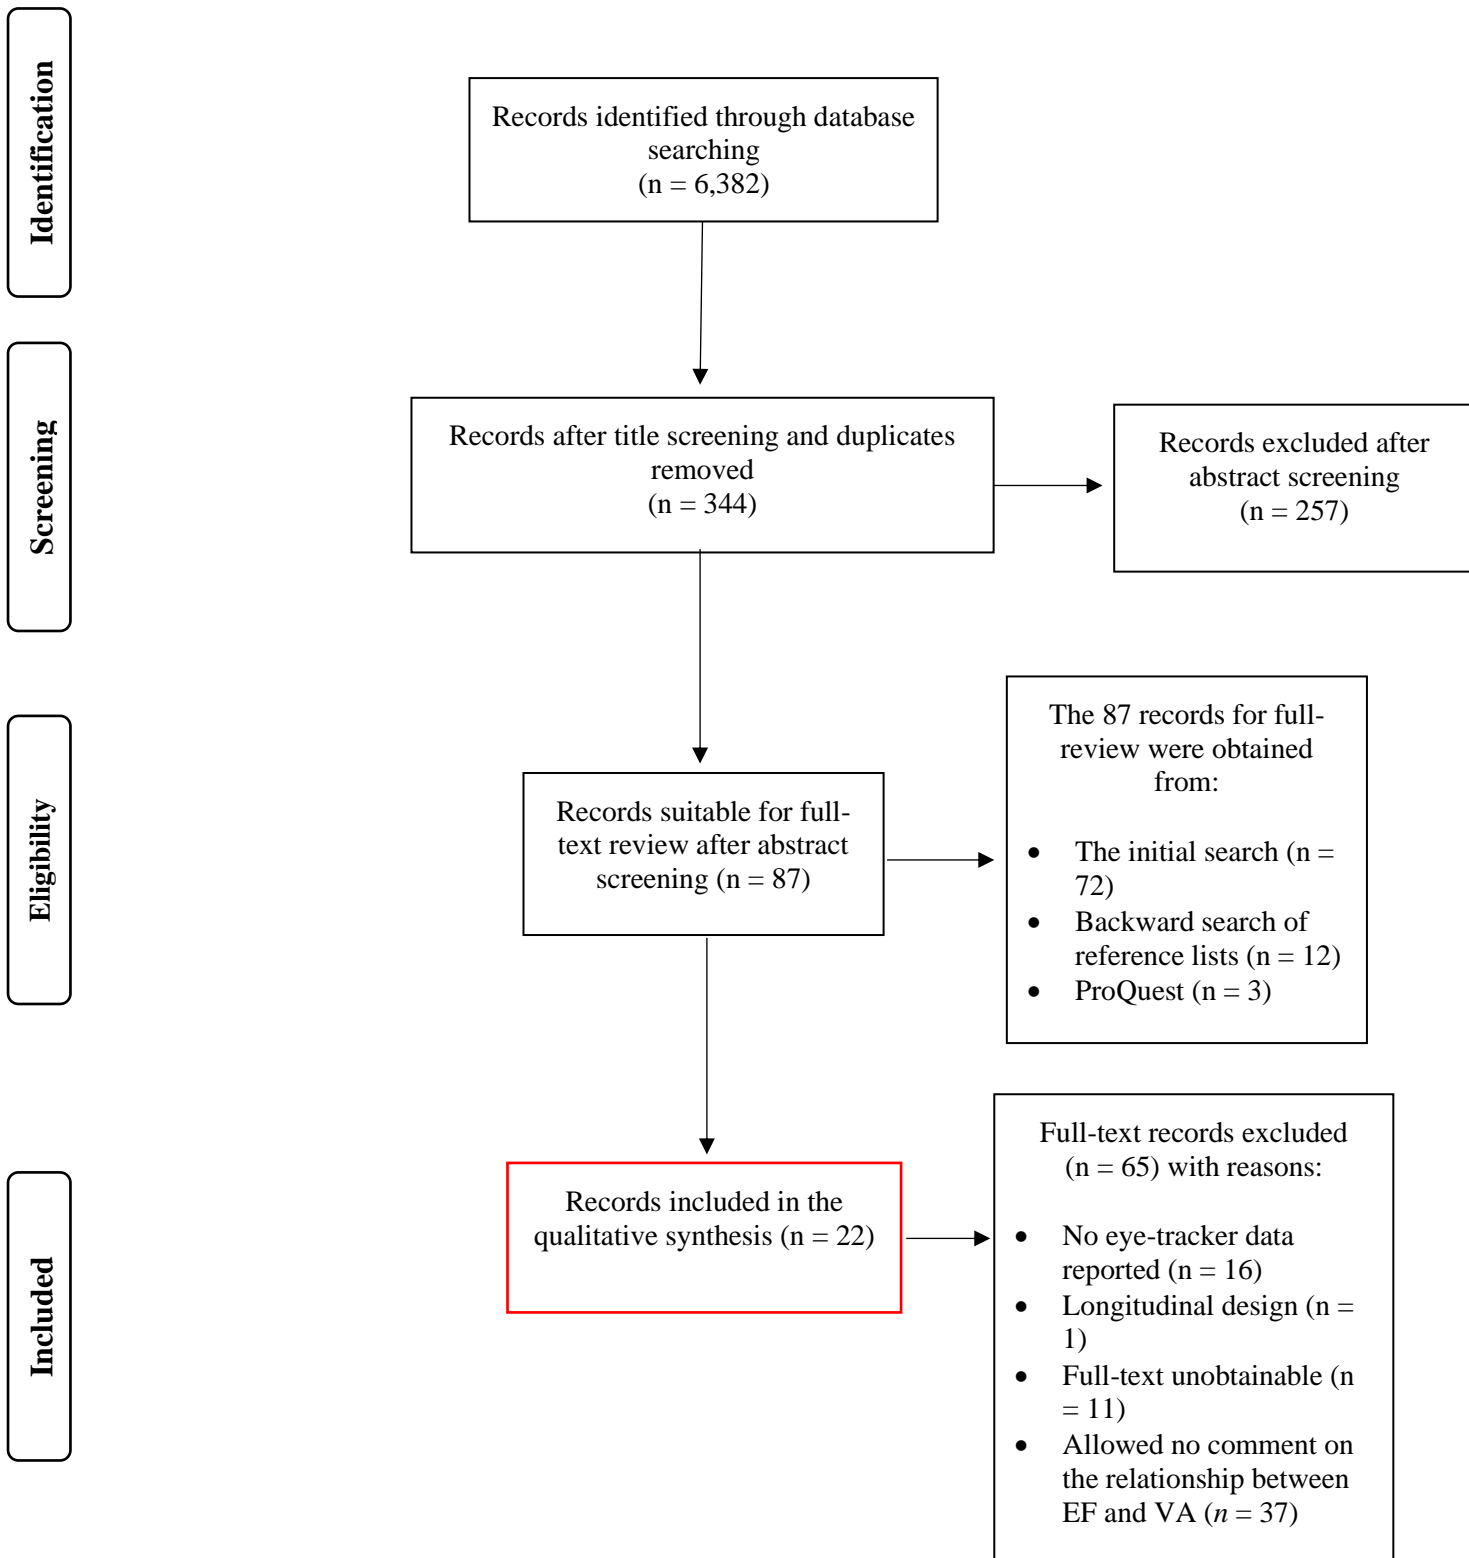 Identification
Records identified through database
searching
(n = 6,382)
Screening
Records after title screening and duplicates
removed
(n = 344)
Records excluded after
abstract screening
(n = 257)
Eligibility
Records suitable for full-
text review after abstract
screening (n = 87)
The 87 records for full-
review were obtained
from:
• The initial search (n =
72)
• Backward search of
reference lists (n = 12)
• ProQuest (n = 3)
Included
Records included in the
qualitative synthesis (n = 22)
Full-text records excluded
(n = 65) with reasons:
• No eye-tracker data
reported (n = 16)
• Longitudinal design (n =
1)
• Full-text unobtainable (n
= 11)
• Allowed no comment on
the relationship between
EF and VA (n = 37)